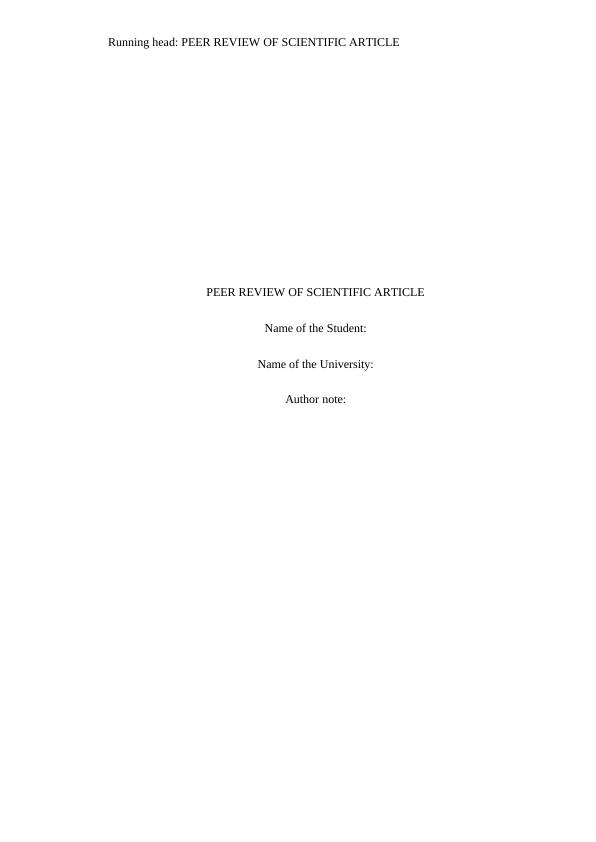 Running head: PEER REVIEW OF SCIENTIFIC ARTICLE
PEER REVIEW OF SCIENTIFIC ARTICLE
Name of the Student:
Name of the University:
Author note: